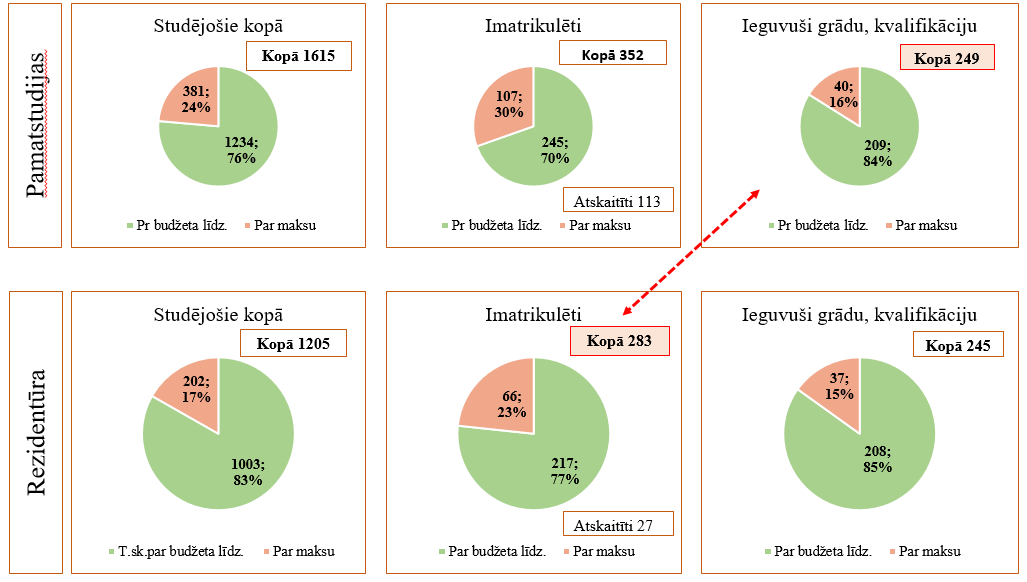 Pamatstudijas
Studējošie kopā
Kopā 1615
381;
24%
1234;
76%
Pr budžeta līdz.
Par maksu
Imatrikulēti
Kopā 352
107;
30%
245;
70%
Atskaitīti 113
Pr budžeta līdz.
Par maksu
Ieguvuši grādu, kvalifikāciju
Kopā 249
40;
16%
209;
84%
Pr budžeta līdz.
Par maksu
Rezidentūra
Studējošie kopā
Kopā 1205
202;
17%
1003;
83%
T.sk.par budžeta līdz.
Par maksu
Imatrikulēti
Kopā 283
66;
23%
217;
77%
Atskaitīti 27
Par budžeta līdz.
Par maksu
Ieguvuši grādu, kvalifikāciju
Kopā 245
37;
15%
208;
85%
Par budžeta līdz.
Par maksu